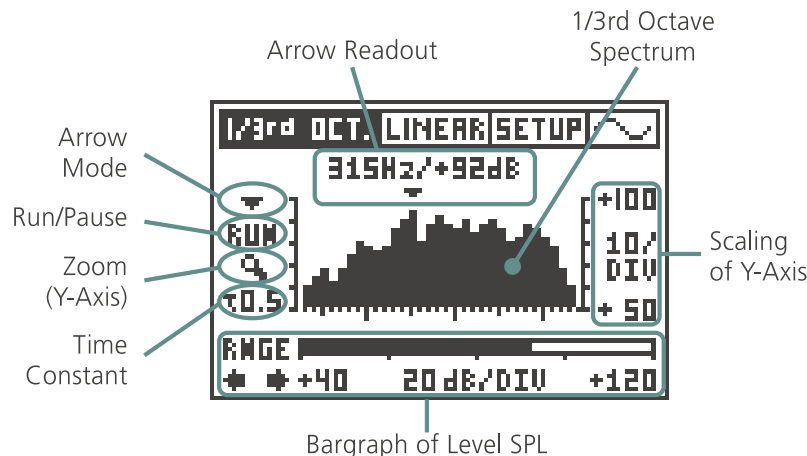 Arrow Readout
1/3rd Octave
Spectrum
1/3rd OCT. LINEAR SETUP
315Hz/+92dB
Arrow
Mode
Run/Pause
RUN
Zoom
(Y-Axis)
τ0.5
Time
Constant
+100
10/
DIV
+ 50
Scaling
of Y-Axis
RNGE
+40 20 dB/DIV +120
Bargraph of Level SPL